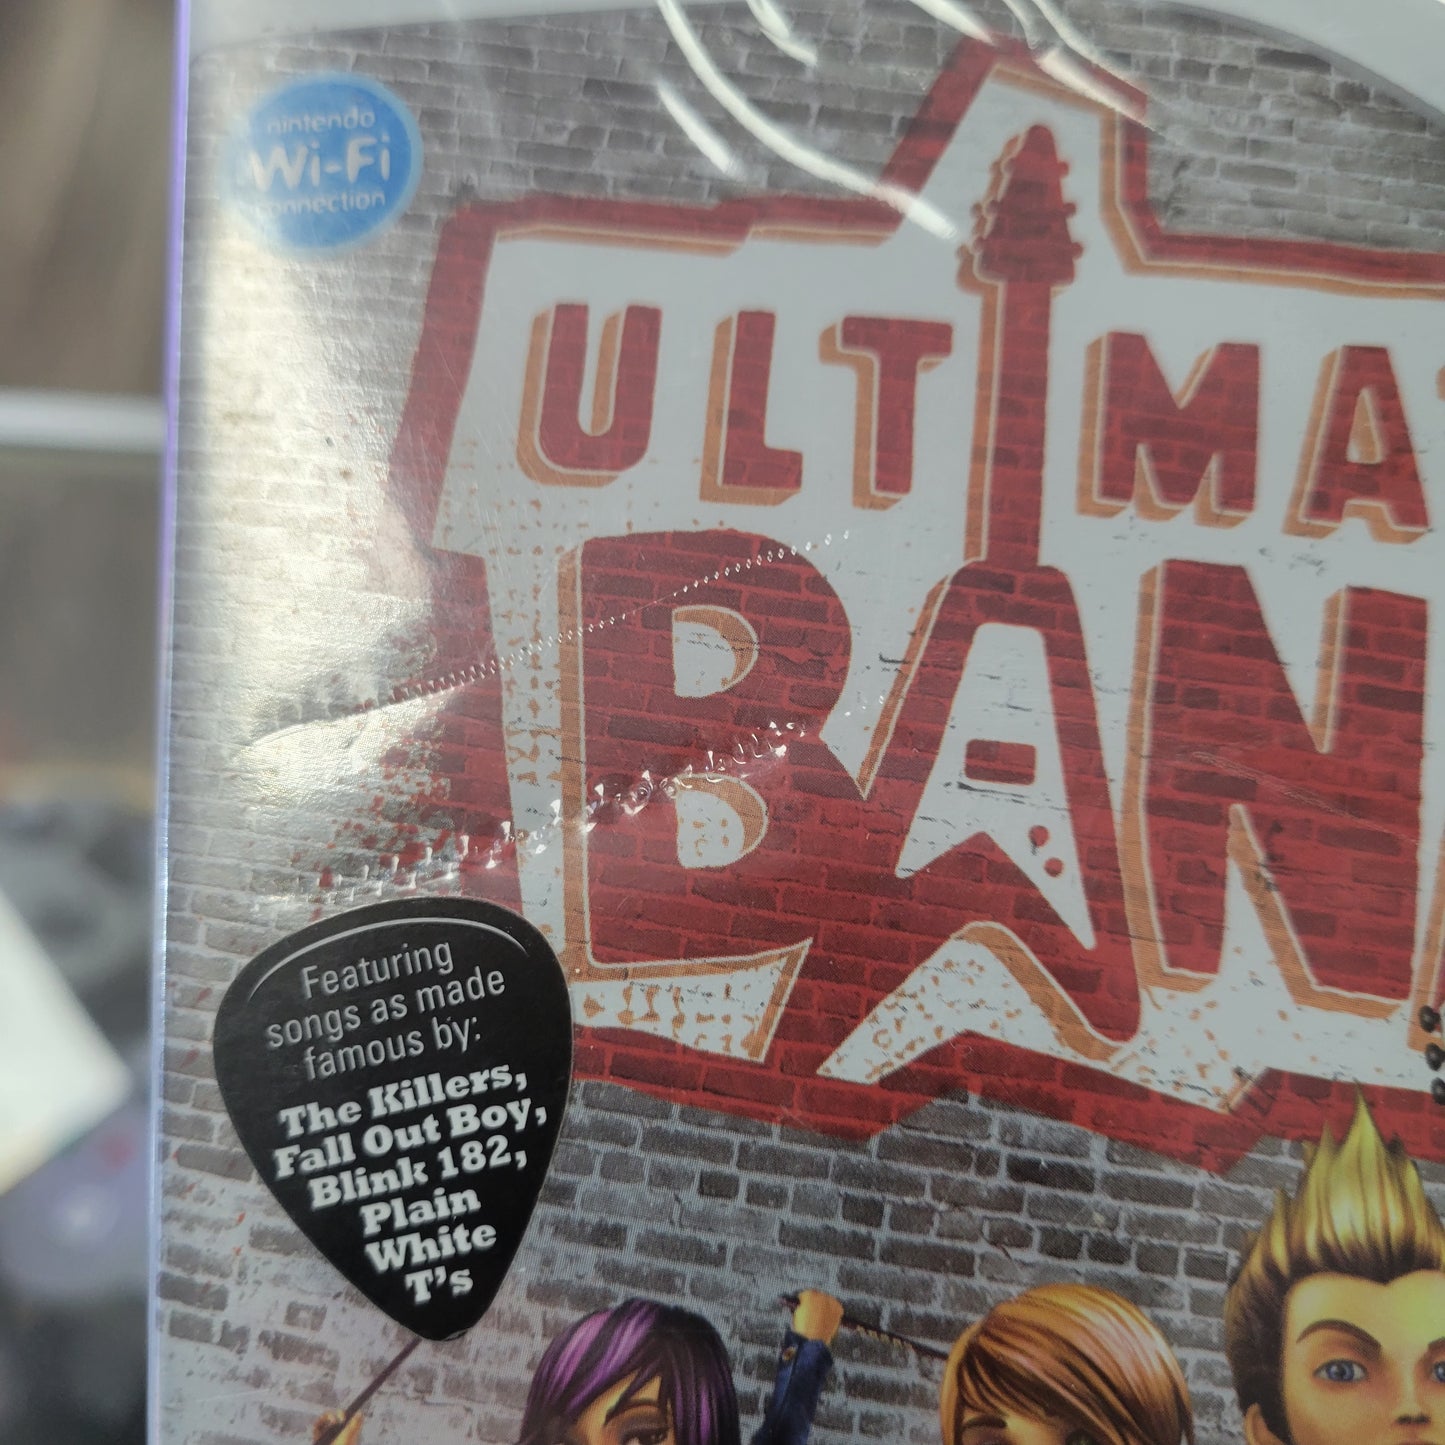 nintendo
Wi-Fi
connection
ULTIMA
BAN
Featuring
songs as made
famous by:
The Killers,
Fall Out Boy,
Blink 182,
Plain
White
T's